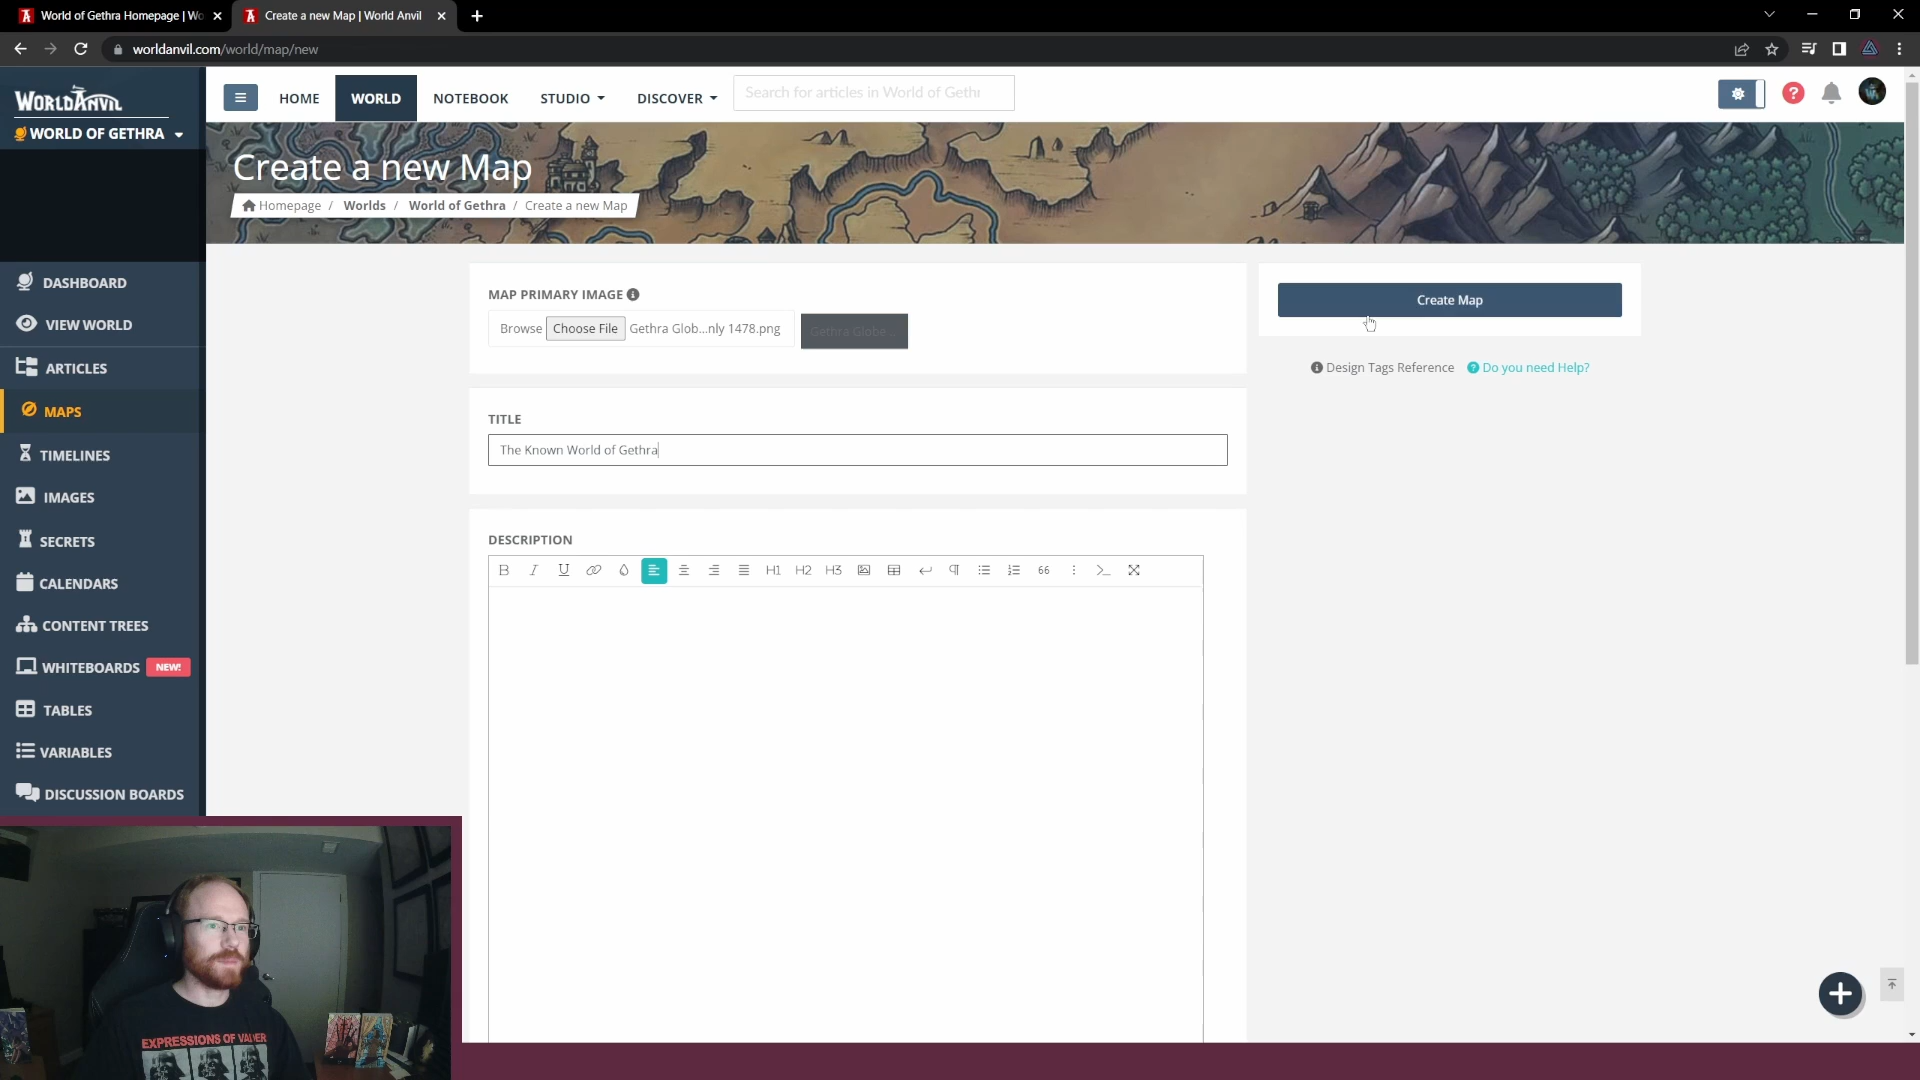 World of Gethra Homepage | Wo
Create a new Map | World Anvil
worldanvil.com/world/map/new
WORLDANVIL
WORLD OF GETHRA
HOME
WORLD
NOTEBOOK
STUDIO
DISCOVER
Search for articles in World of Gethr
Create a new Map
Homepage / Worlds / World of Gethra / Create a new Map
DASHBOARD
VIEW WORLD
ARTICLES
MAPS
TIMELINES
IMAGES
SECRETS
CALENDARS
CONTENT TREES
WHITEBOARDS NEW!
TABLES
VARIABLES
DISCUSSION BOARDS
MAP PRIMARY IMAGE
Browse Choose File Gethra Glob...nly 1478.png
Gethra Globe...
TITLE
The Known World of Gethra
DESCRIPTION
B I U H1 H2 H3 66
Create Map
Design Tags Reference
Do you need Help?
EXPRESSIONS OF VADER